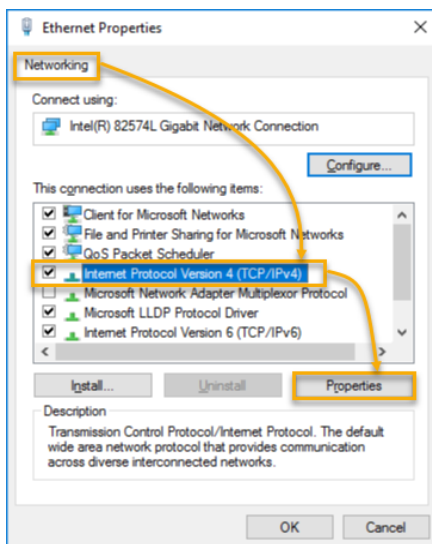 Ethernet Properties
Networking
Connect using:
Intel(R) 82574L Gigabit Network Connection
Configure...
This connection uses the following items:
Client for Microsoft Networks
File and Printer Sharing for Microsoft Networks
QoS Packet Scheduler
Internet Protocol Version 4 (TCP/IPv4)
Microsoft Network Adapter Multiplexor Protocol
Microsoft LLDP Protocol Driver
Internet Protocol Version 6 (TCP/IPv6)
Install... Uninstall Properties
Description
Transmission Control Protocol/Internet Protocol. The default
wide area network protocol that provides communication
across diverse interconnected networks.
OK Cancel